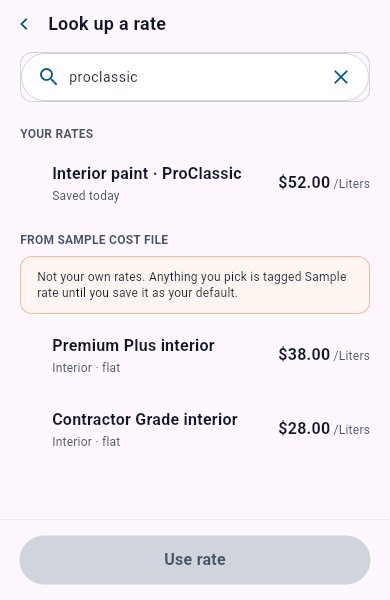 Look up a rate
proclassic
YOUR RATES
Interior paint · ProClassic
$52.00 /Liters
Saved today
FROM SAMPLE COST FILE
Not your own rates. Anything you pick is tagged Sample
rate until you save it as your default.
Premium Plus interior
$38.00 /Liters
Interior · flat
Contractor Grade interior
$28.00 /Liters
Interior · flat
Use rate